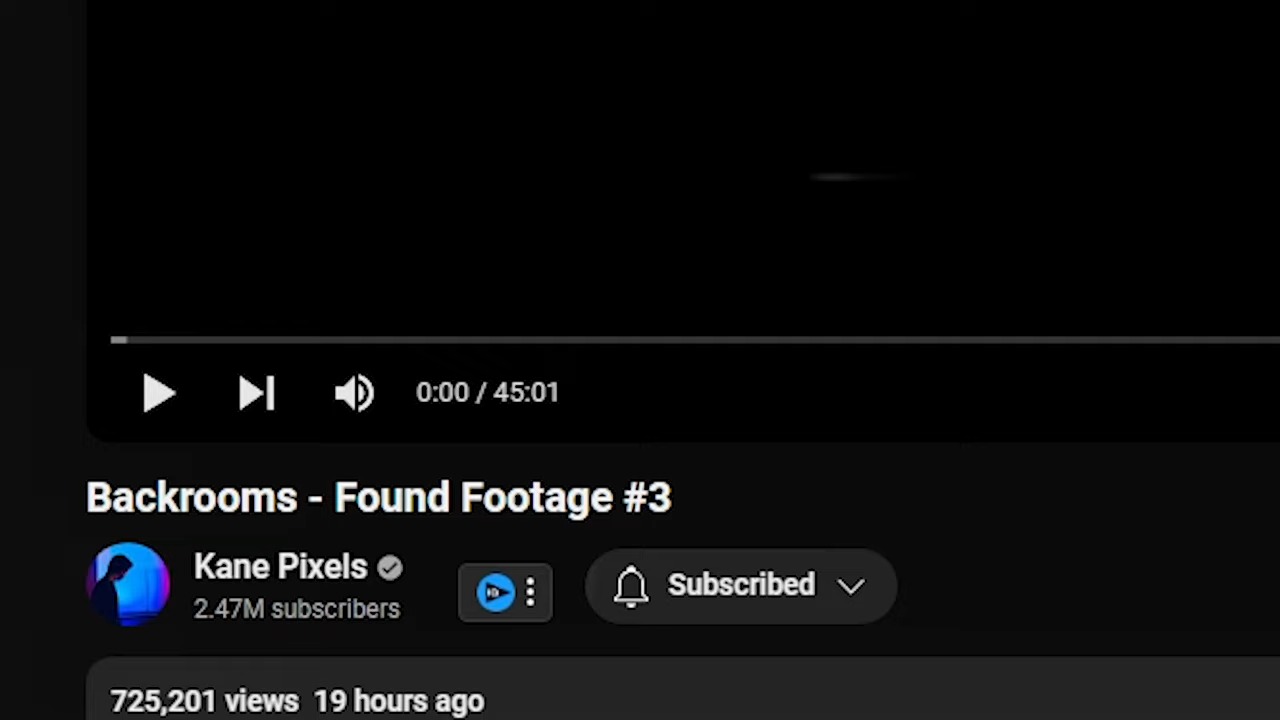 0:00 / 45:01
Backrooms - Found Footage #3
Kane Pixels
2.47M subscribers
Subscribed
725,201 views 19 hours ago